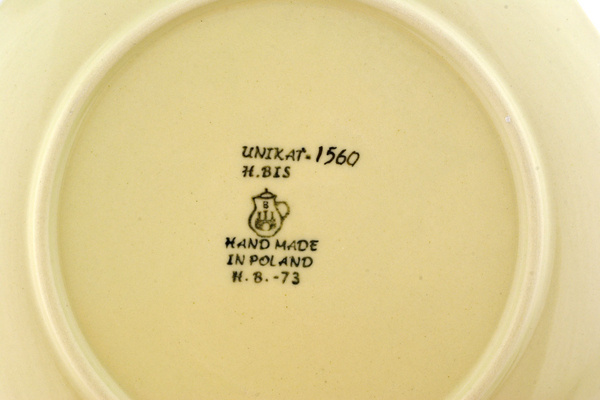 UNIKAT-1560
H.BIS
B
HAND MADE
IN POLAND
H.B.-73